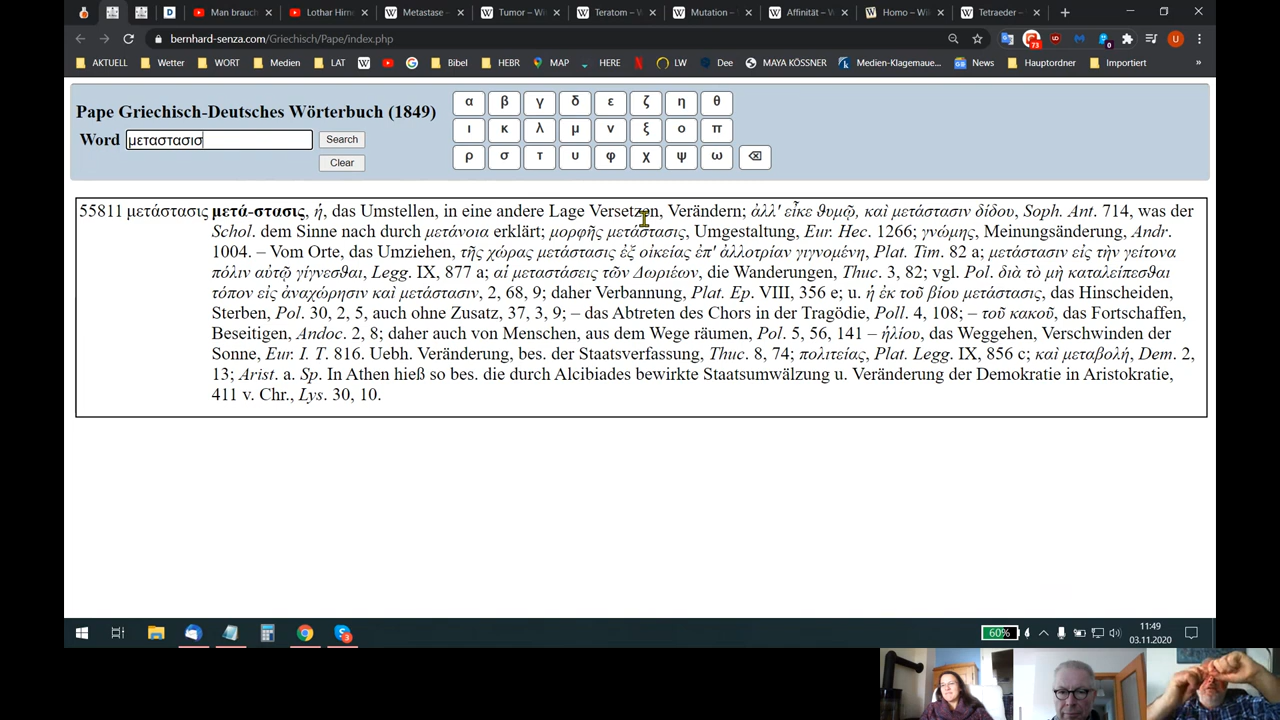 Man brauch
Lothar Hirn
Metastase -
Tumor – Wi
Teratom –
Mutation –
Affinität – W
Homo – Wi
Tetraeder –
bernhard-senza.com/Griechisch/Pape/index.php
73
0
U
AKTUELL Wetter WORT Medien LAT Bibel HEBR MAP HERE LW Dee MAYA KÖSSNER Medien-Klagemaue... News Hauptordner Importiert »
Pape Griechisch-Deutsches Wörterbuch (1849)
Word μεταστασισ Search
Clear
α β γ δ ε ζ η θ
ι κ λ μ ν ξ ο π
ρ σ τ υ φ χ ψ ω
55811 μετάστασις μετά-στασις, ἡ, das Umstellen, in eine andere Lage Versetzen, Verändern; ἀλλ' εἶκε ϑυμῷ, καὶ μετάστασιν δίδου, Soph. Ant. 714, was der
Schol. dem Sinne nach durch μετάνοια erklärt; μορφῆς μετάστασις, Umgestaltung, Eur. Hec. 1266; γνώμης, Meinungsänderung, Andr.
1004. – Vom Orte, das Umziehen, τῆς χώρας μετάστασις ἐξ οἰκείας ἐπ' ἀλλοτρίαν γιγνομένη, Plat. Tim. 82 a; μετάστασιν εἰς τὴν γείτονα
πόλιν αὐτῷ γίγνεσϑαι, Legg. IX, 877 a; αἱ μεταστάσεις τῶν Δωριέον, die Wanderungen, Thuc. 3, 82; vgl. Pol. διὰ τὸ μὴ καταλείπεσϑαι
τόπον εἰς ἀναχώρησιν καὶ μετάστασιν, 2, 68, 9; daher Verbannung, Plat. Ep. VIII, 356 e; u. ἡ ἐκ τοῦ βίου μετάστασις, das Hinscheiden,
Sterben, Pol. 30, 2, 5, auch ohne Zusatz, 37, 3, 9; – das Abtreten des Chors in der Tragödie, Poll. 4, 108; – τοῦ κακοῦ, das Fortschaffen,
Beseitigen, Andoc. 2, 8; daher auch von Menschen, aus dem Wege räumen, Pol. 5, 56, 141 – ἡλίου, das Weggehen, Verschwinden der
Sonne, Eur. I. T. 816. Uebh. Veränderung, bes. der Staatsverfassung, Thuc. 8, 74; πολιτείας, Plat. Legg. IX, 856 c; καὶ μεταβολή, Dem. 2,
13; Arist. a. Sp. In Athen hieß so bes. die durch Alcibiades bewirkte Staatsumwälzung u. Veränderung der Demokratie in Aristokratie,
411 v. Chr., Lys. 30, 10.
60%
11:49
03.11.2020